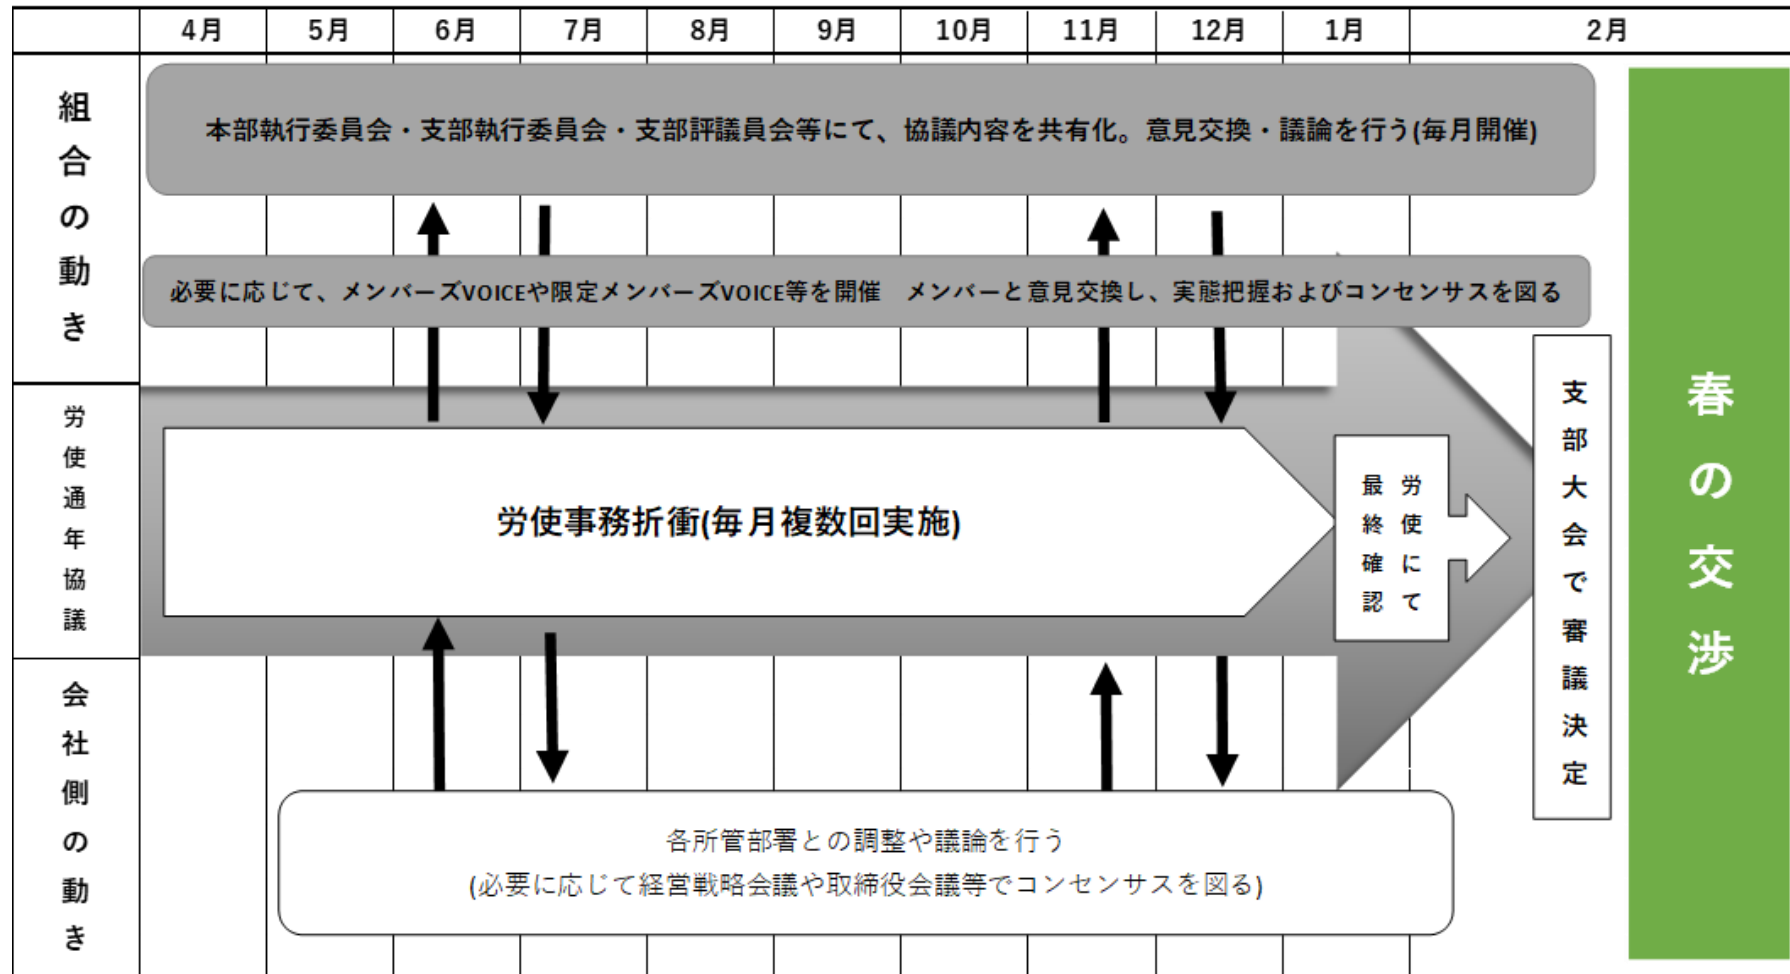 4月 5月 6月 7月 8月 9月 10月 11月 12月 1月 2月
組合の動き
本部執行委員会・支部執行委員会・支部評議員会等にて、協議内容を共有化。意見交換・議論を行う(毎月開催)
必要に応じて、メンバーズVOICEや限定メンバーズVOICE等を開催　メンバーと意見交換し、実態把握およびコンセンサスを図る
労使通年協議
労使事務折衝(毎月複数回実施)
労使にて
最終確認
支部大会で審議決定
春の交渉
会社側の動き
各所管部署との調整や議論を行う
(必要に応じて経営戦略会議や取締役会議等でコンセンサスを図る)